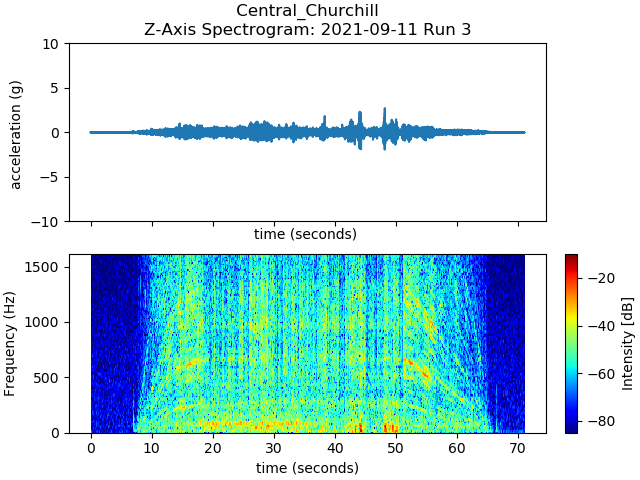 Central_Churchill
Z-Axis Spectrogram: 2021-09-11 Run 3
10
5
0
−5
−10
acceleration (g)
time (seconds)
1500
1000
500
0
Frequency (Hz)
0 10 20 30 40 50 60 70
time (seconds)
−20
−40
−60
−80
Intensity [dB]